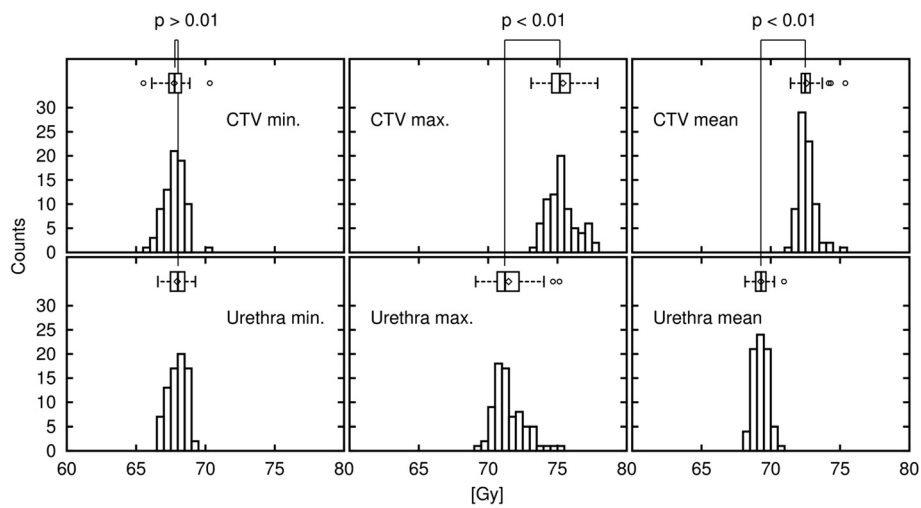 p > 0.01 p < 0.01 p < 0.01
CTV min. CTV max. CTV mean
30
25
20
15
10
5
0
Counts
Urethra min. Urethra max. Urethra mean
30
25
20
15
10
5
0
60 65 70 75 80 65 70 75 80 65 70 75 80
[Gy]